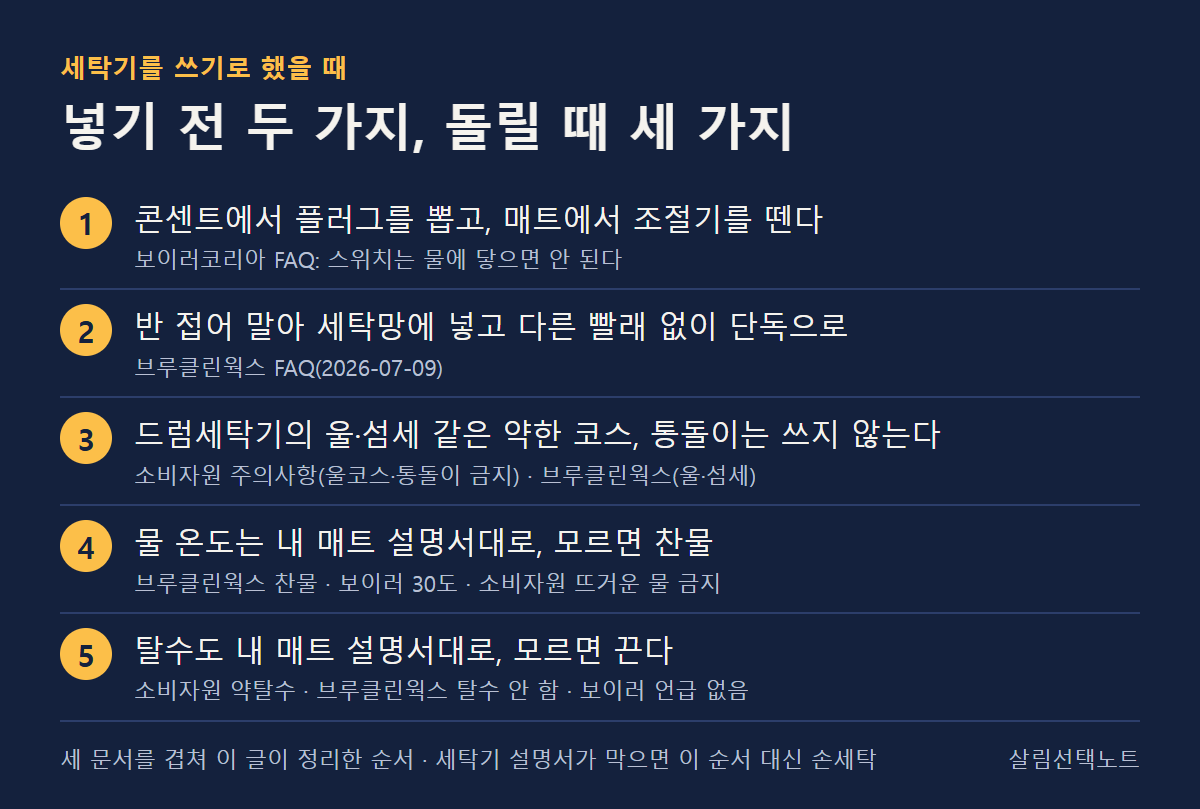 세탁기를 쓰기로 했을 때
넣기 전 두 가지, 돌릴 때 세 가지
1
콘센트에서 플러그를 뽑고, 매트에서 조절기를 뗀다
보이러코리아 FAQ: 스위치는 물에 닿으면 안 된다
2
반 접어 말아 세탁망에 넣고 다른 빨래 없이 단독으로
브루클린웍스 FAQ(2026-07-09)
3
드럼세탁기의 울·섬세 같은 약한 코스, 통돌이는 쓰지 않는다
소비자원 주의사항(울코스·통돌이 금지) · 브루클린웍스(울·섬세)
4
물 온도는 내 매트 설명서대로, 모르면 찬물
브루클린웍스 찬물 · 보이러 30도 · 소비자원 뜨거운 물 금지
5
탈수도 내 매트 설명서대로, 모르면 끈다
소비자원 약탈수 · 브루클린웍스 탈수 안 함 · 보이러 언급 없음
세 문서를 겹쳐 이 글이 정리한 순서 · 세탁기 설명서가 막으면 이 순서 대신 손세탁
살림선택노트